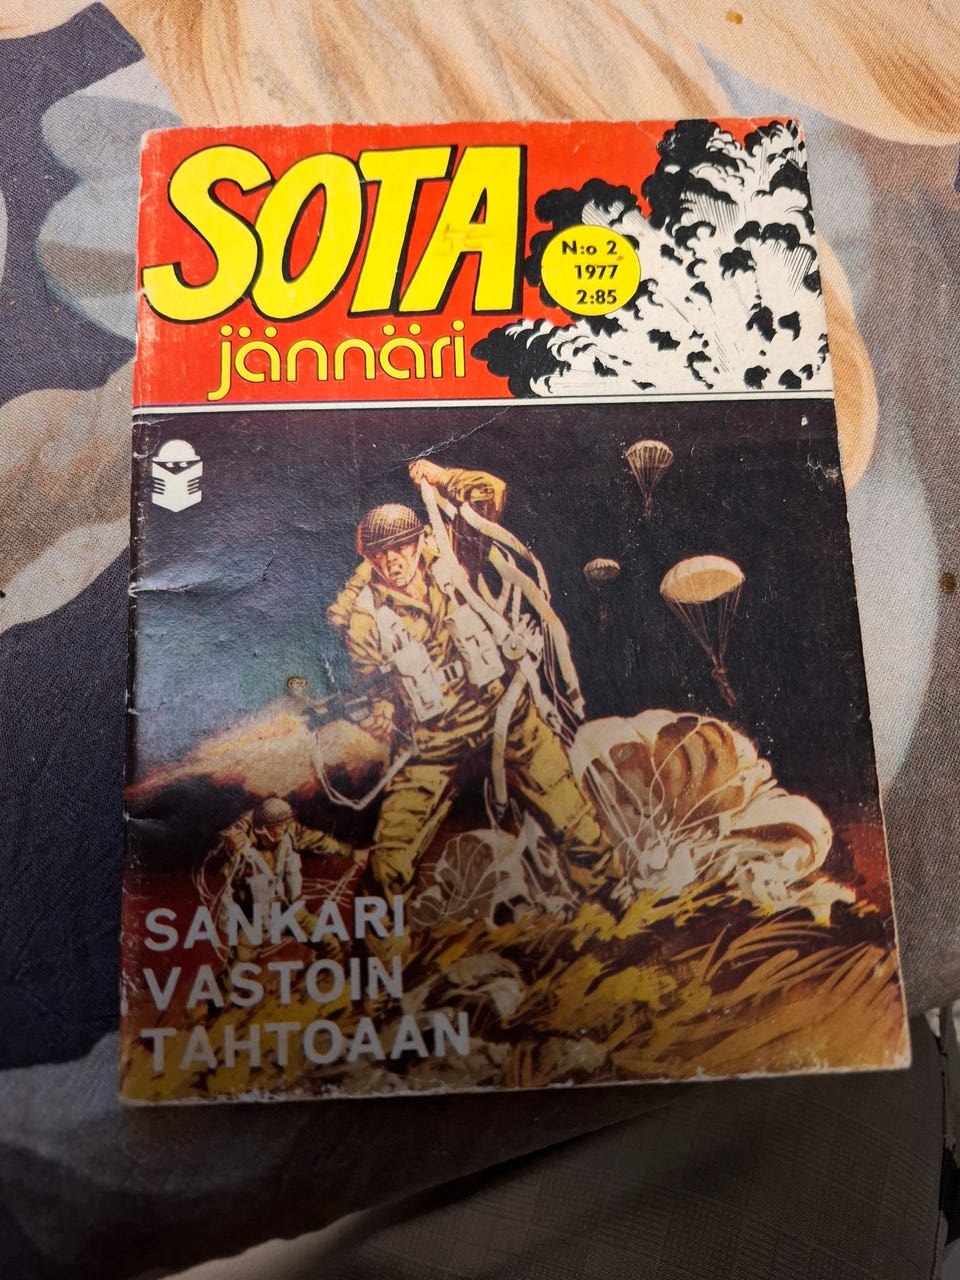 SOTA
jännäri
N:o 2
1977
2:85
SANKARI
VASTOIN
TAHTOAAN